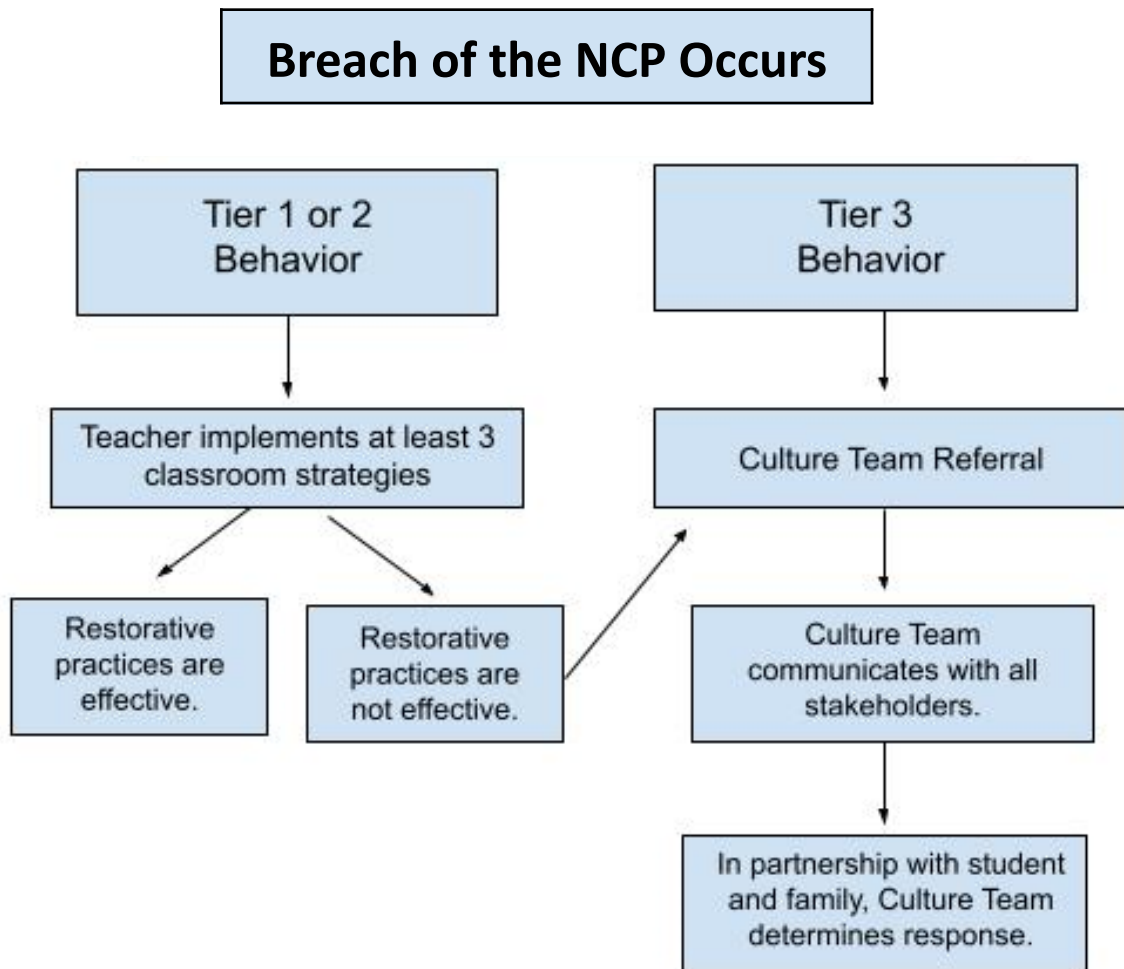 Breach of the NCP Occurs
Tier 1 or 2
Behavior
Tier 3
Behavior
Teacher implements at least 3
classroom strategies
Culture Team Referral
Restorative
practices are
effective.
Restorative
practices are
not effective.
Culture Team
communicates with all
stakeholders.
In partnership with student
and family, Culture Team
determines response.